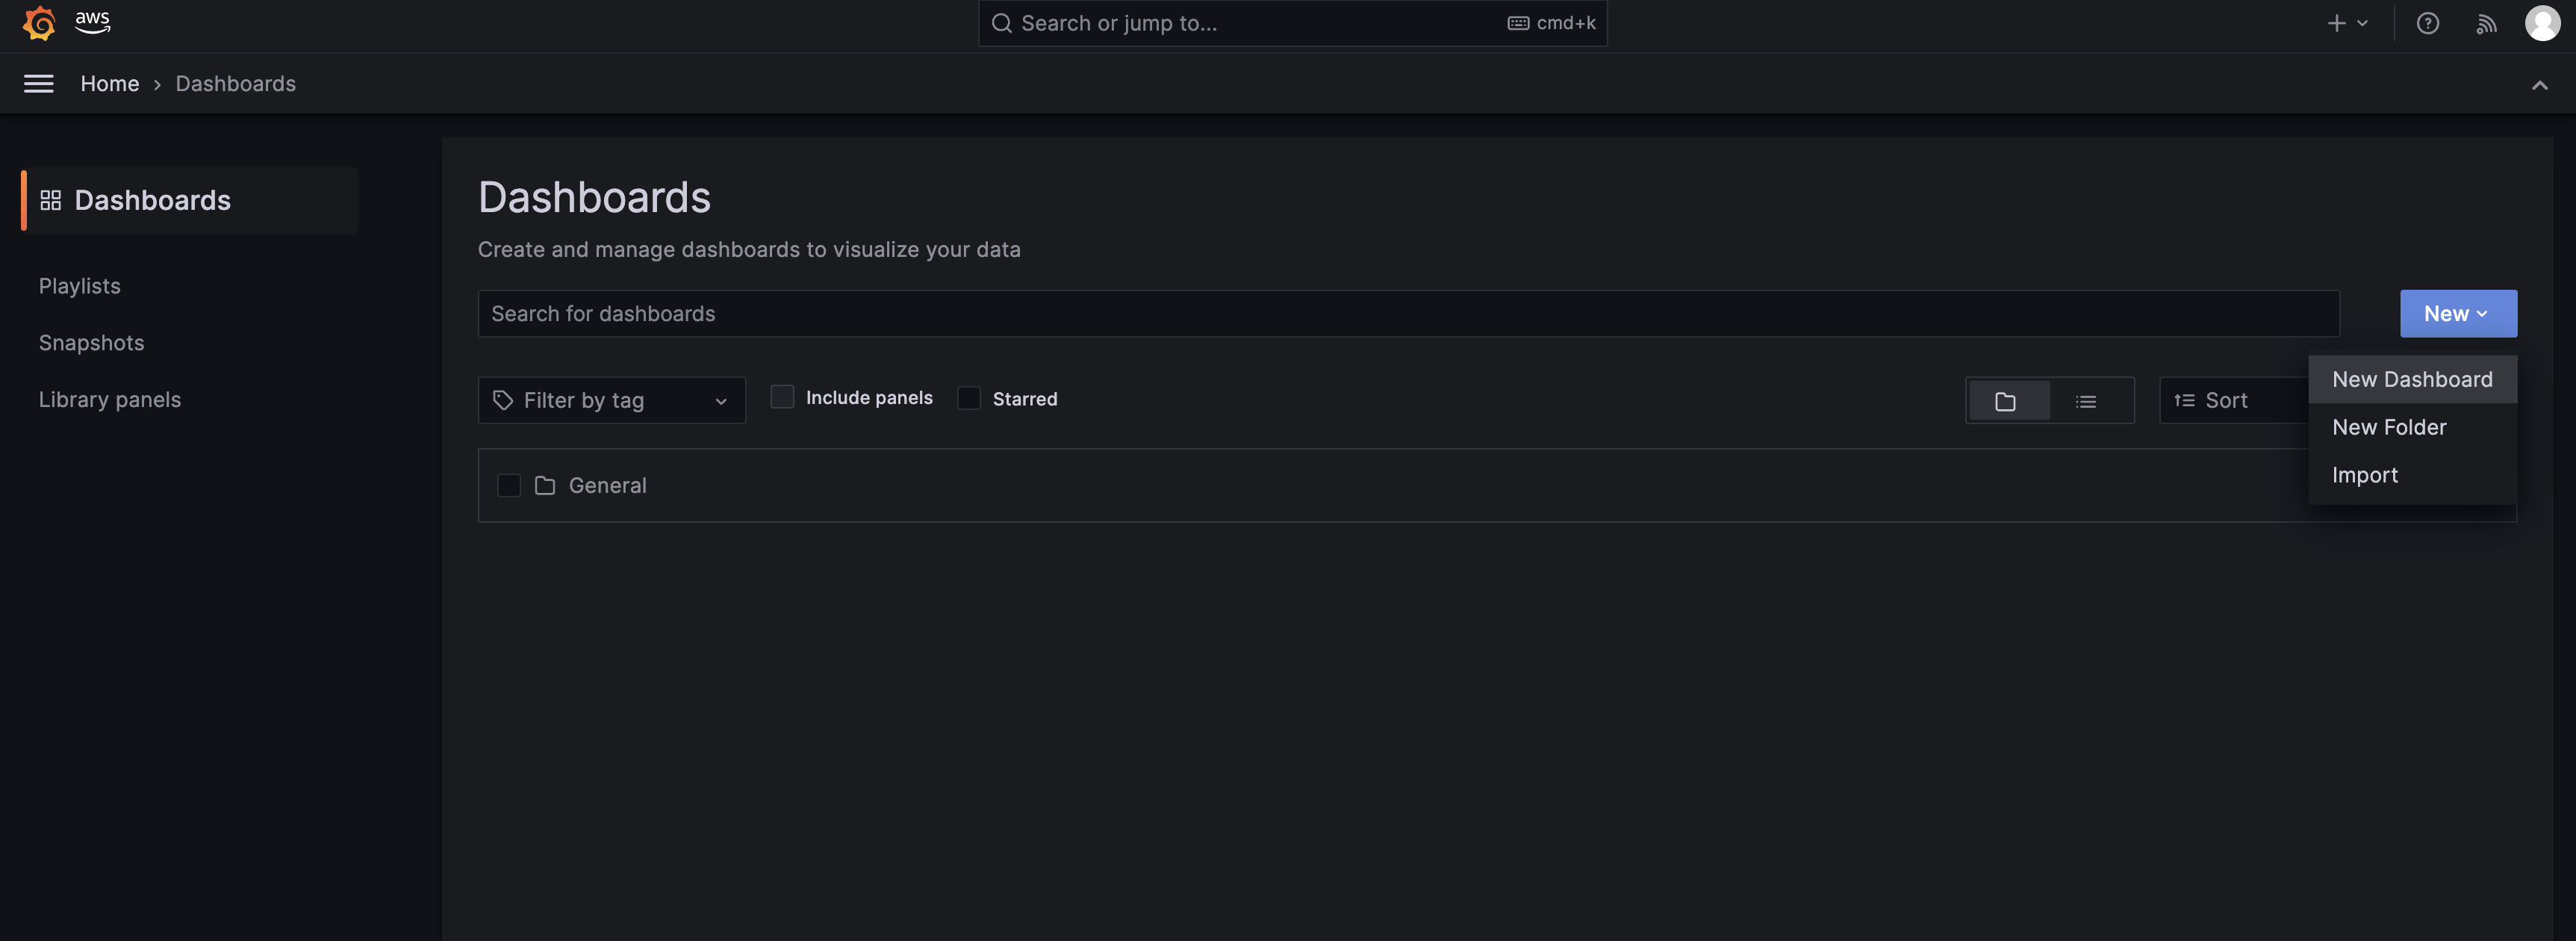 aws
Search or jump to...
cmd+k
Home › Dashboards
Dashboards
Playlists
Snapshots
Library panels
Dashboards
Create and manage dashboards to visualize your data
Search for dashboards
New
Filter by tag
Include panels
Starred
Sort
New Dashboard
New Folder
Import
General